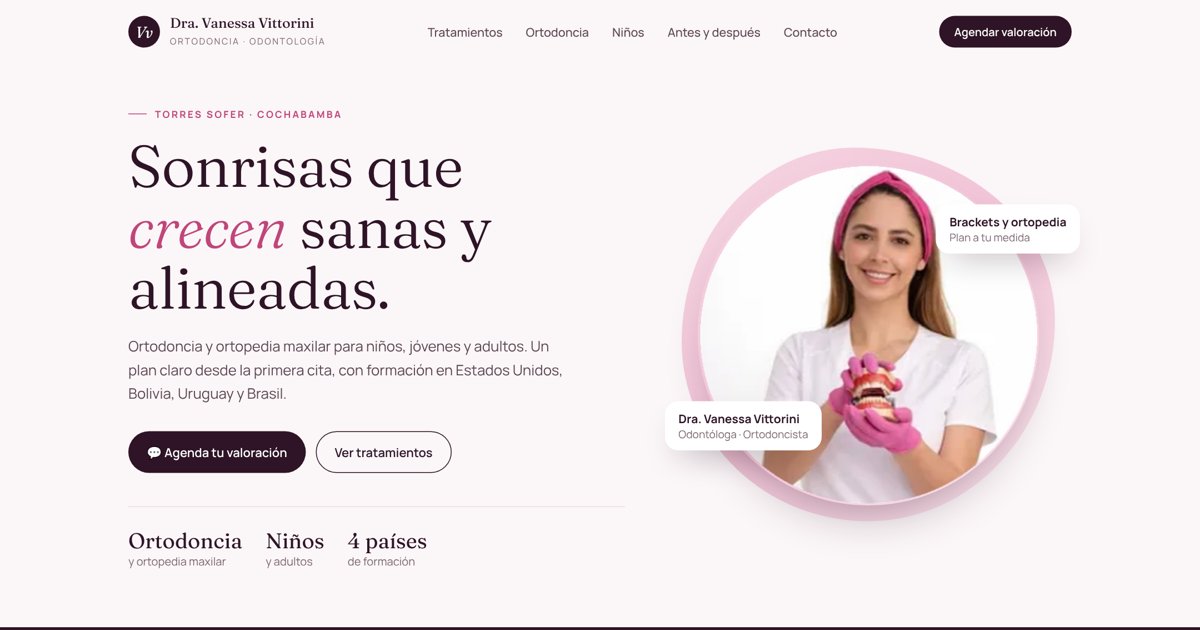 Vv
Dra. Vanessa Vittorini
ORTODONCIA · ODONTOLOGÍA
Tratamientos
Ortodoncia
Niños
Antes y después
Contacto
Agendar valoración
TORRES SOFER · COCHABAMBA
Sonrisas que
crecen sanas y
alineadas.
Ortodoncia y ortopedia maxilar para niños, jóvenes y adultos. Un
plan claro desde la primera cita, con formación en Estados Unidos,
Bolivia, Uruguay y Brasil.
💬 Agenda tu valoración
Ver tratamientos
Ortodoncia
y ortopedia maxilar
Niños
y adultos
4 países
de formación
Brackets y ortopedia
Plan a tu medida
Dra. Vanessa Vittorini
Odontóloga · Ortodoncista